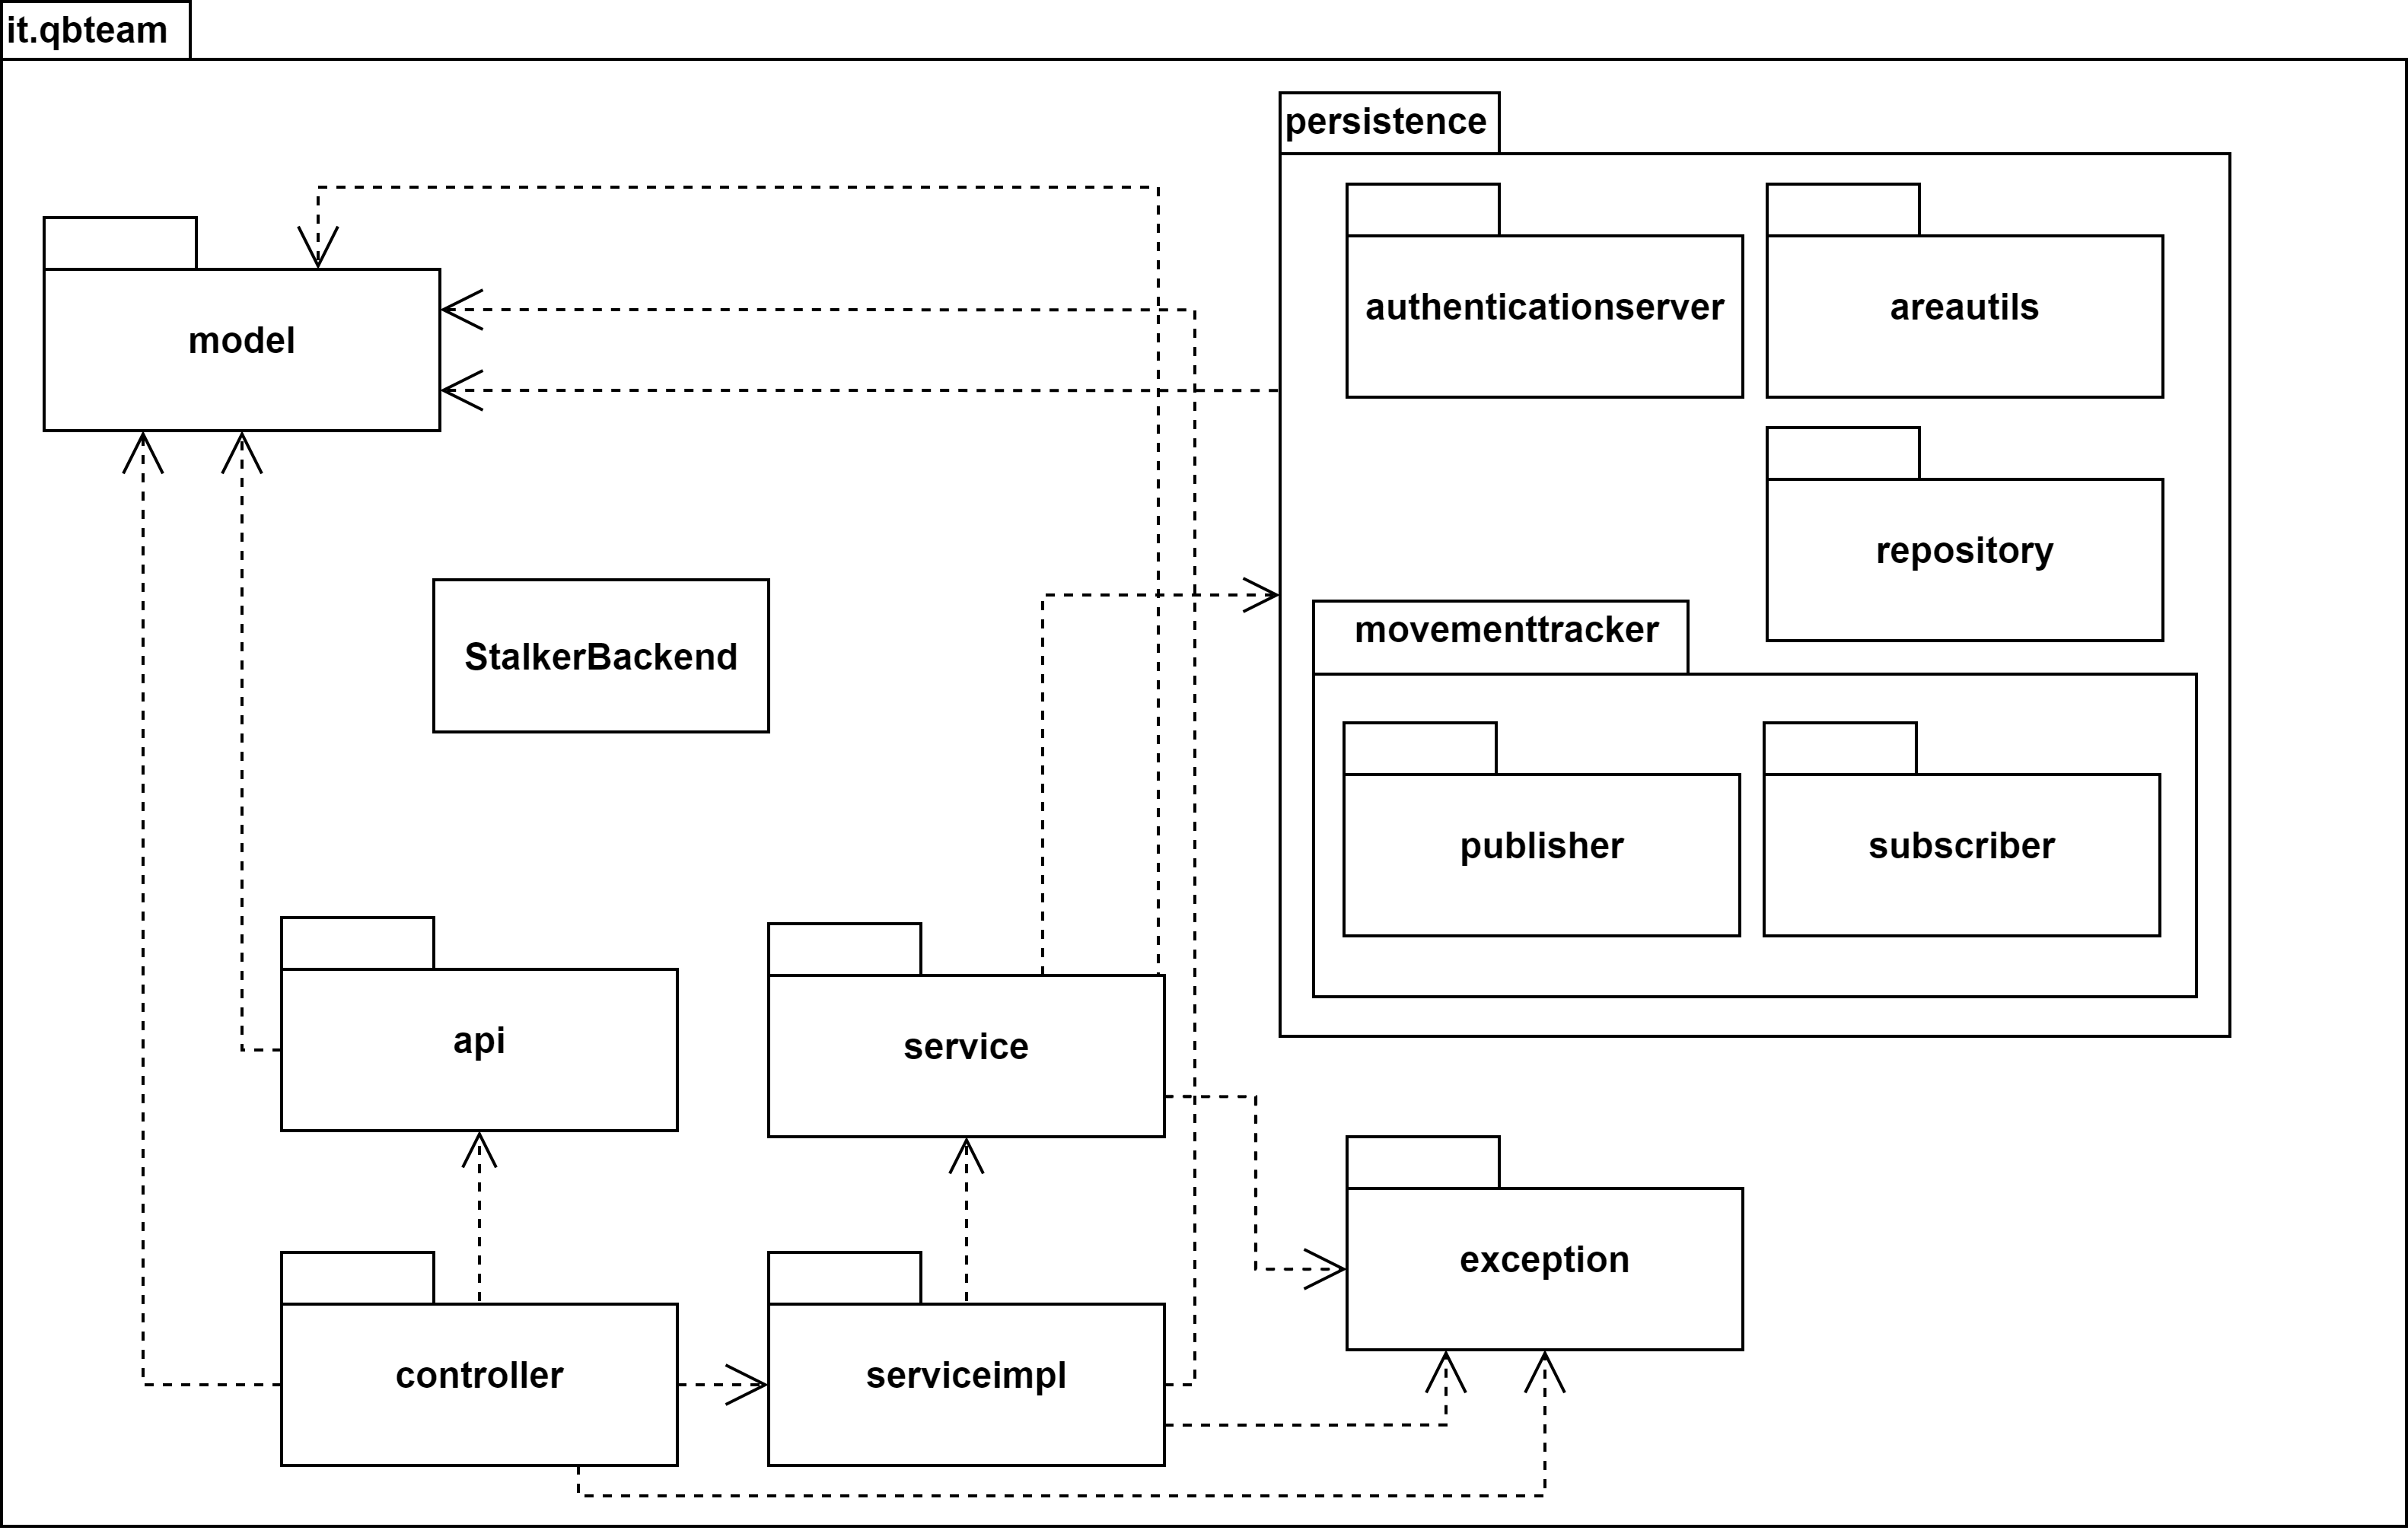 it.qbteam
persistence
authenticationserver
areautils
model
repository
movementtracker
StalkerBackend
publisher
subscriber
api
service
exception
controller
serviceimpl